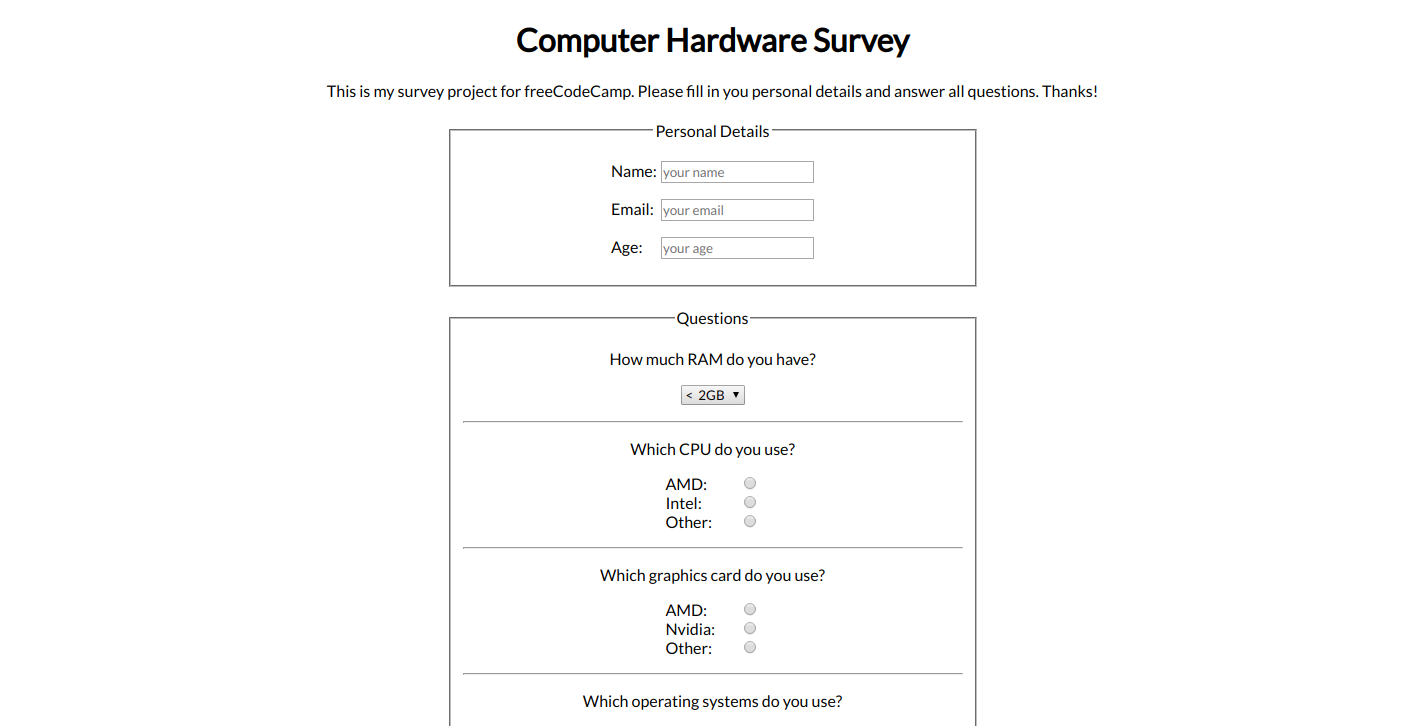 Computer Hardware Survey
This is my survey project for freeCodeCamp. Please fill in you personal details and answer all questions. Thanks!
Personal Details
Name: your name
Email: your email
Age: your age
Questions
How much RAM do you have?
< 2GB
Which CPU do you use?
AMD:
Intel:
Other:
Which graphics card do you use?
AMD:
Nvidia:
Other:
Which operating systems do you use?